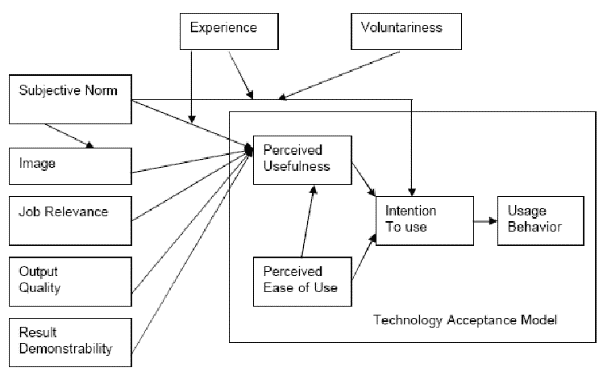 Experience
Voluntariness
Subjective Norm
Image
Job Relevance
Output
Quality
Result
Demonstrability
Perceived
Usefulness
Perceived
Ease of Use
Intention
To use
Usage
Behavior
Technology Acceptance Model